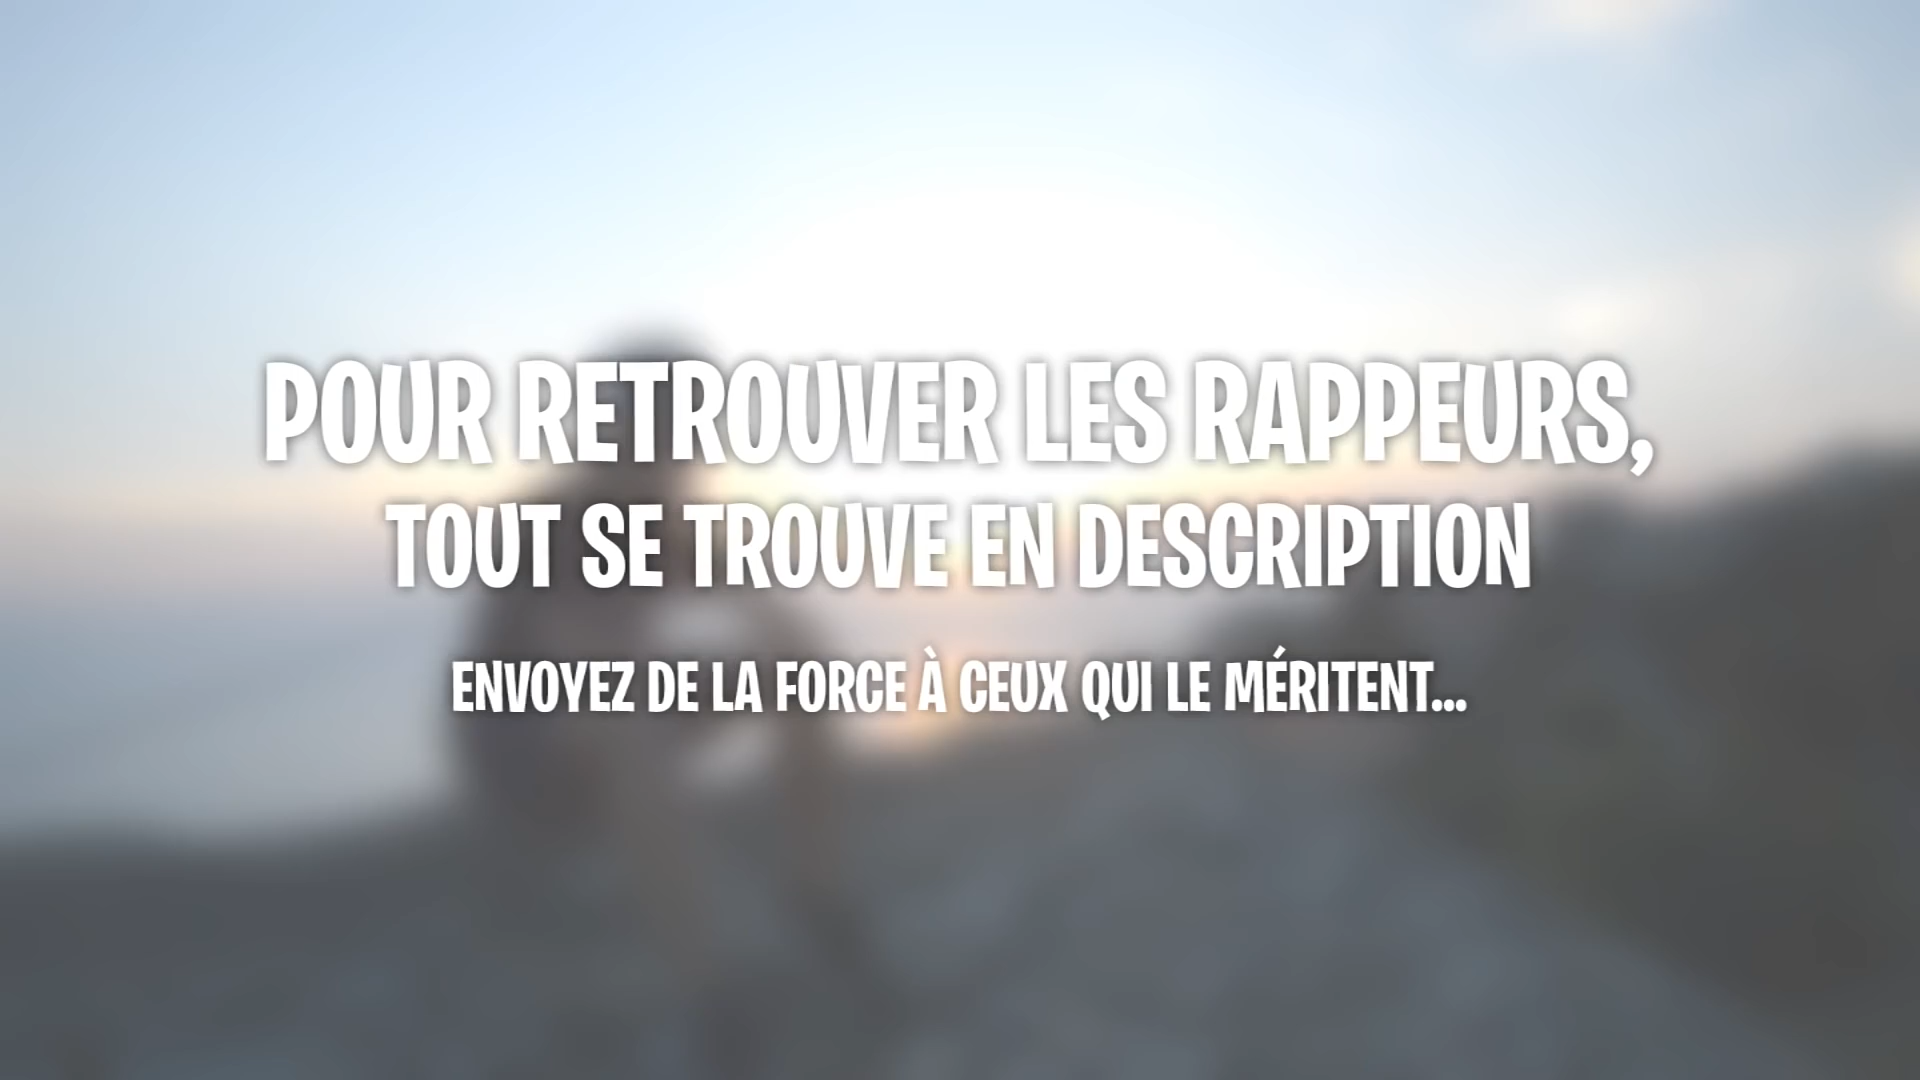 POUR RETROUVER LES RAPPEURS,
TOUT SE TROUVE EN DESCRIPTION
ENVOYEZ DE LA FORCE À CEUX QUI LE MÉRITENT...